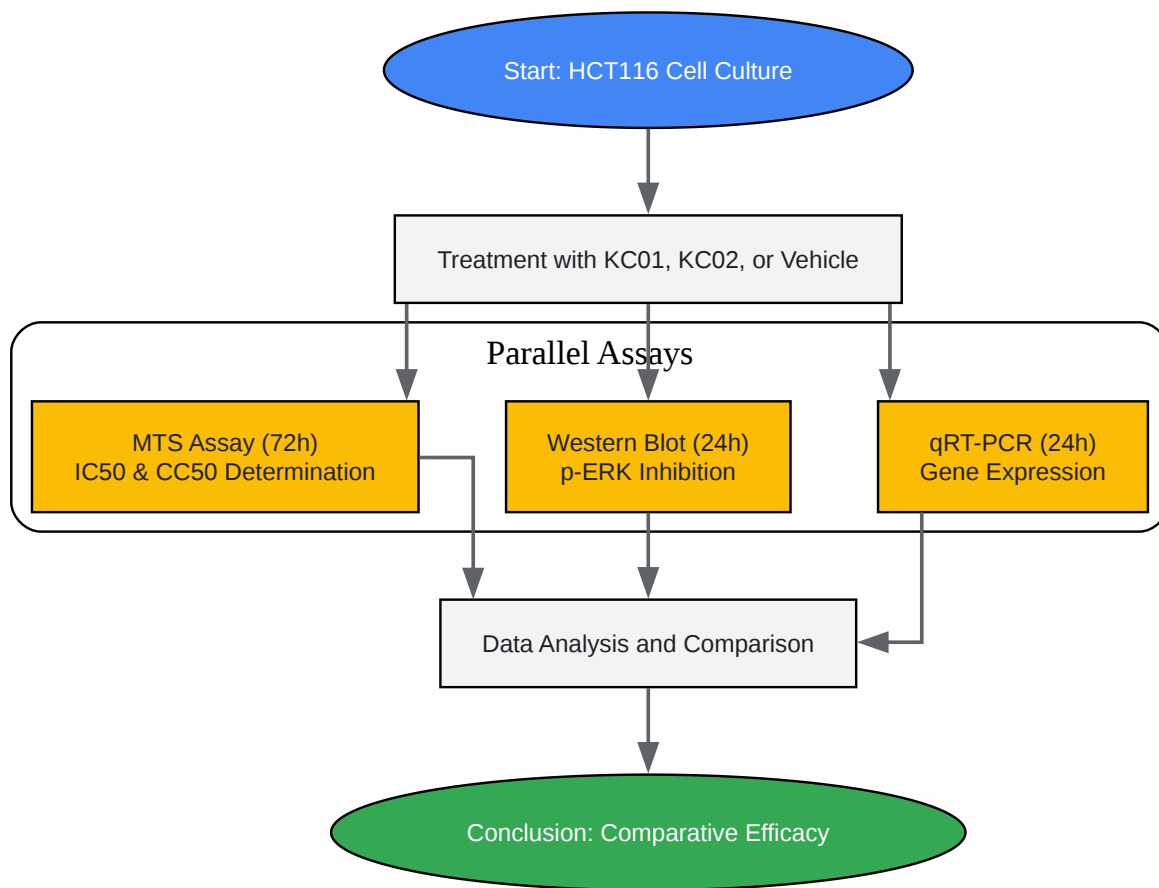 Start: HCT116 Cell Culture
Treatment with KC01, KC02, or Vehicle
Parallel Assays
MTS Assay (72h)
IC50 & CC50 Determination
Western Blot (24h)
p-ERK Inhibition
qRT-PCR (24h)
Gene Expression
Data Analysis and Comparison
Conclusion: Comparative Efficacy